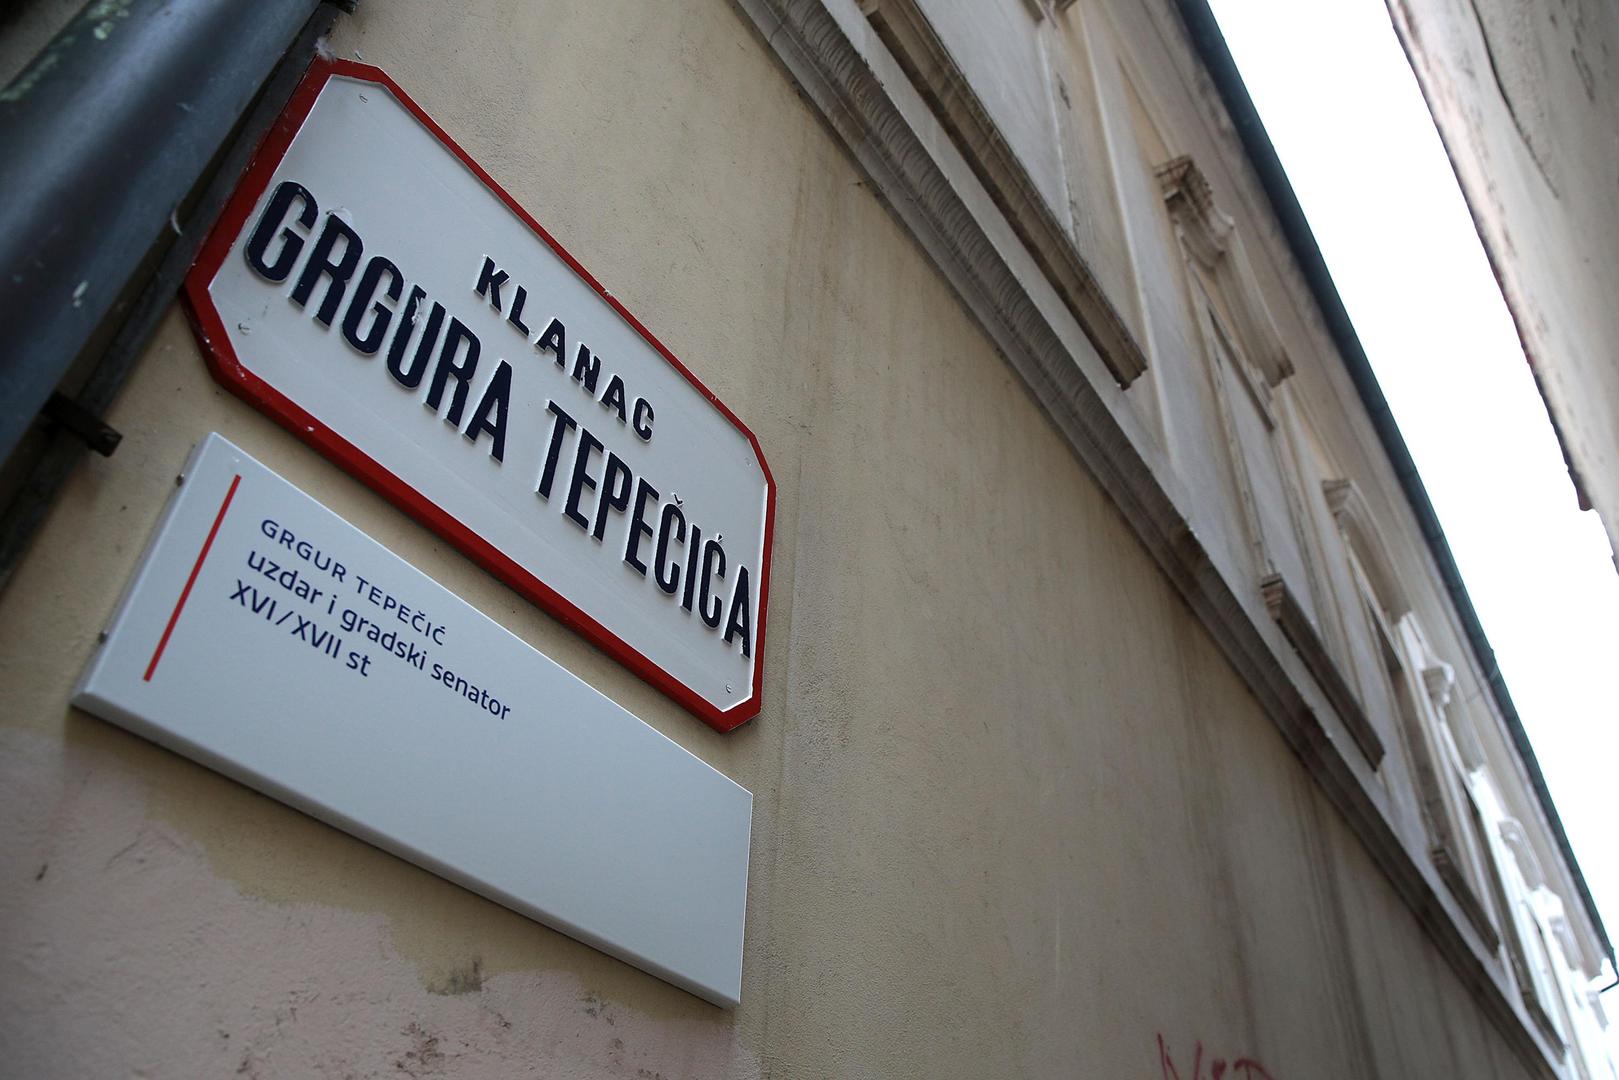 KLANAC
GRGURA TEPEČIĆA
GRGUR TEPEČIĆ
uzdar i gradski senator
XVI/XVII st